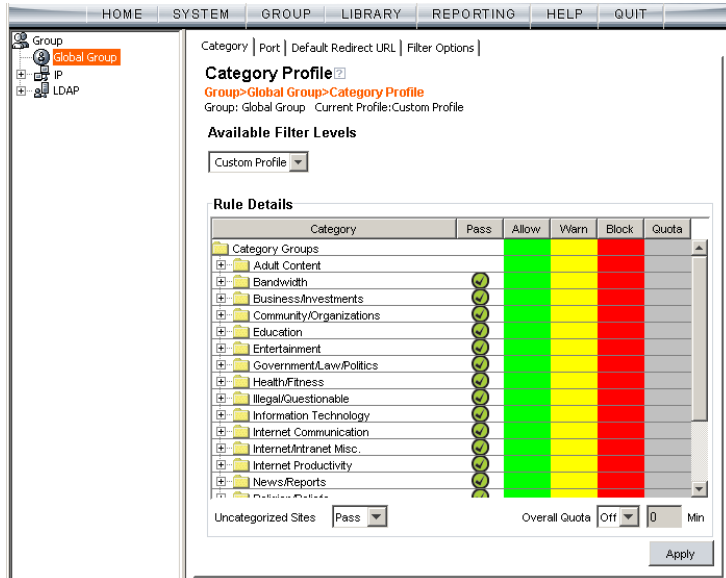 HOME SYSTEM GROUP LIBRARY REPORTING HELP QUIT
Group
Global Group
IP
LDAP
Category Port Default Redirect URL Filter Options
Category Profile?
Group>Global Group>Category Profile
Group: Global Group Current Profile:Custom Profile
Available Filter Levels
Custom Profile
Rule Details
Category Pass Allow Warn Block Quota
Category Groups
Adult Content
Bandwidth
Business/Investments
Community/Organizations
Education
Entertainment
Government/Law/Politics
Health/Fitness
Illegal/Questionable
Information Technology
Internet Communication
Internet/Intranet Misc.
Internet Productivity
News/Reports
Religion/Beliefs
Uncategorized Sites Pass Overall Quota Off 0 Min
Apply